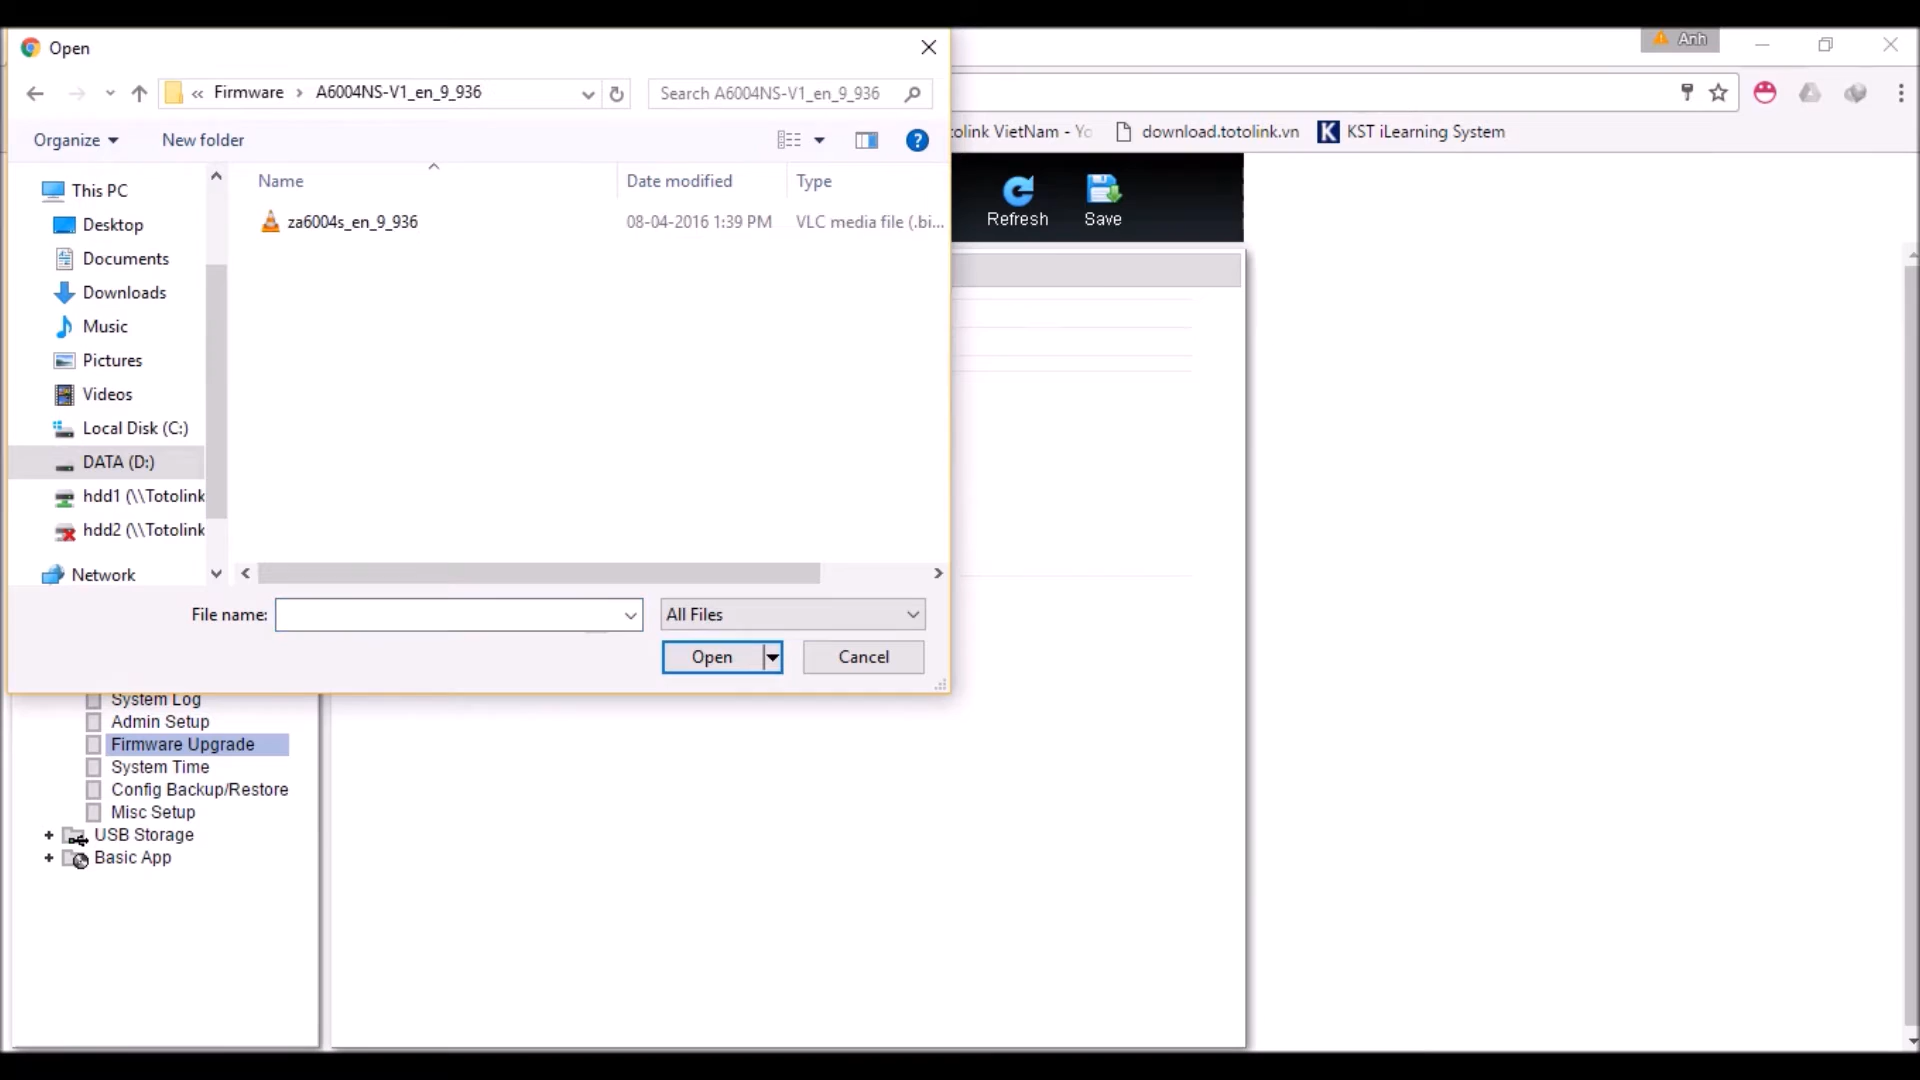 Open
Anh
« Firmware › A6004NS-V1_en_9_936
Search A6004NS-V1_en_9_936
Organize
New folder
tolink VietNam - Yo
download.totolink.vn
KST iLearning System
This PC
Desktop
Documents
Downloads
Music
Pictures
Videos
Local Disk (C:)
DATA (D:)
hdd1 (\\Totolink
hdd2 (\\Totolink
Network
Name
Date modified
Type
za6004s_en_9_936
08-04-2016 1:39 PM
VLC media file (.bi...
Refresh
Save
File name:
All Files
Open
Cancel
System Log
Admin Setup
Firmware Upgrade
System Time
Config Backup/Restore
Misc Setup
USB Storage
Basic App